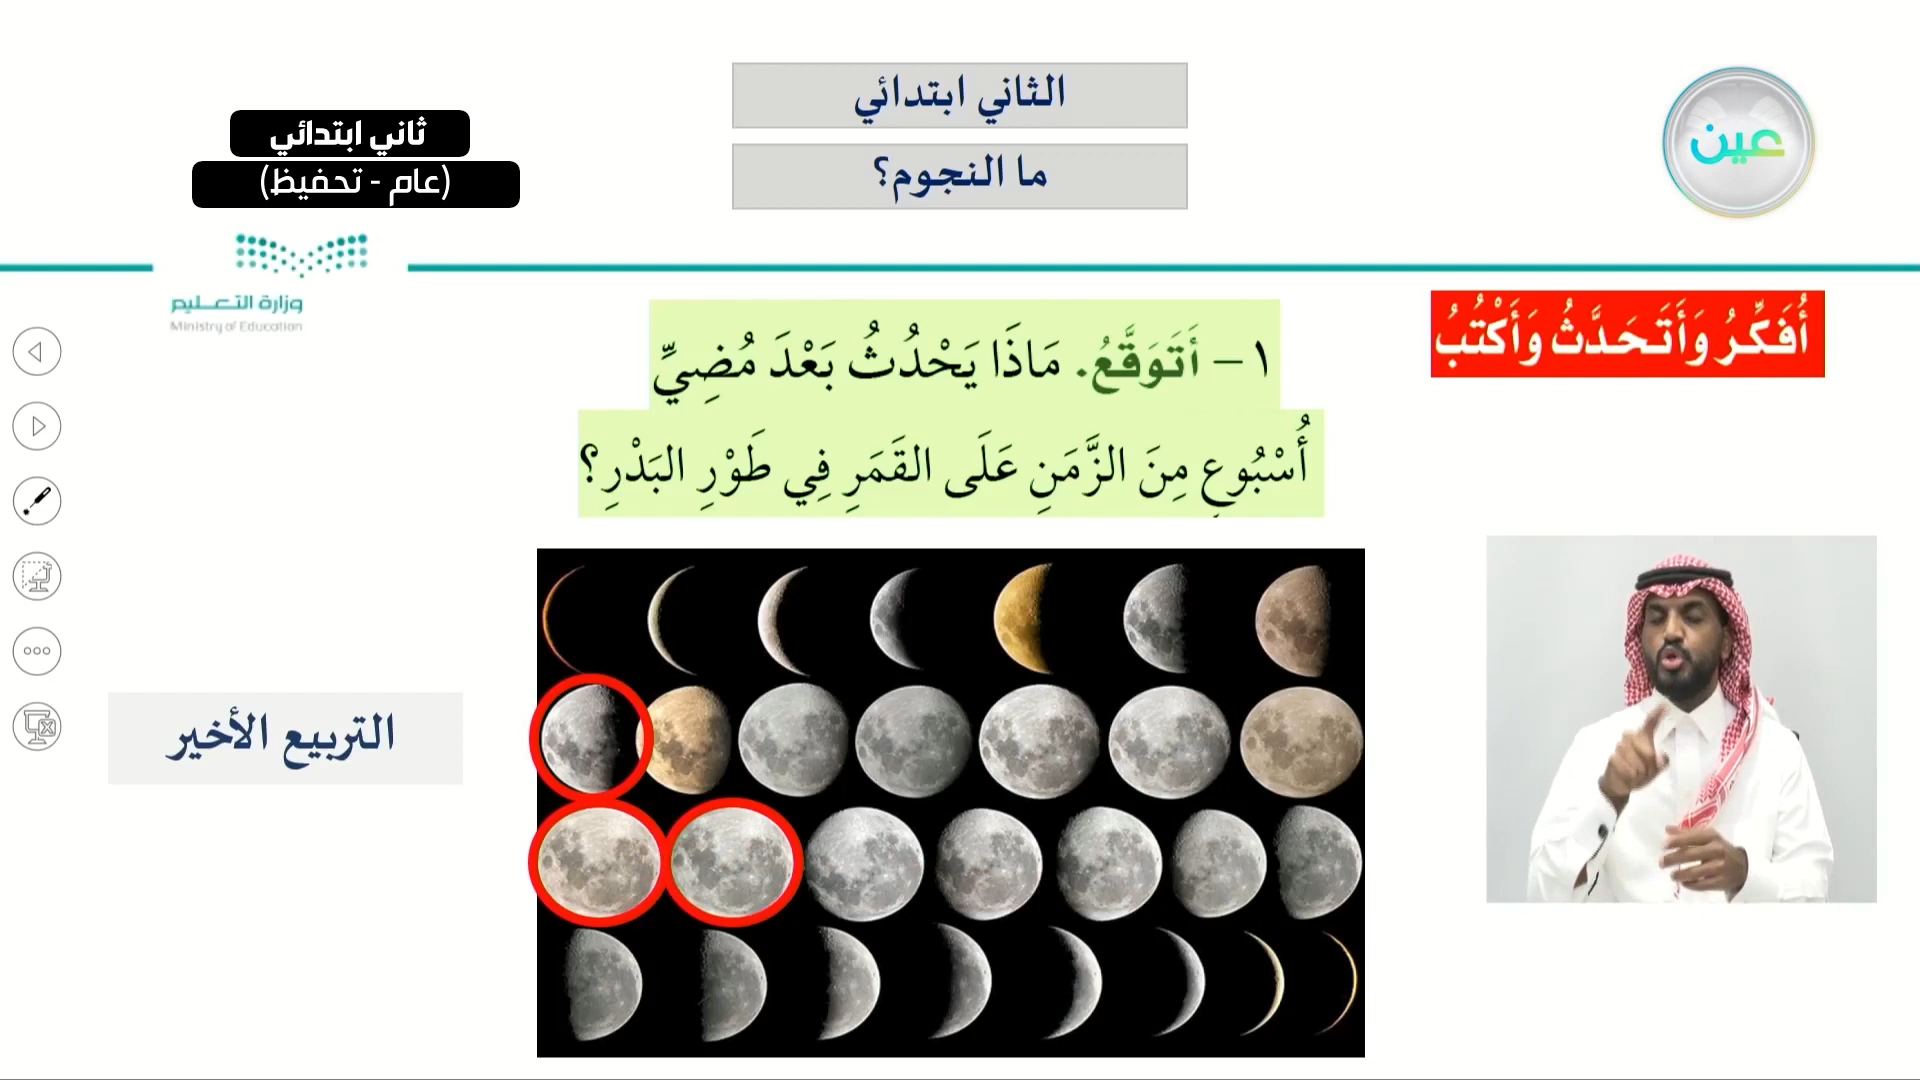 الثاني ابتدائي
ما النجوم؟
عين
ثاني ابتدائي
(عام - تحفيظ)
وزارة التعليم
Ministry of Education
أُفَكِّرُ وَأَتَحَدَّثُ وَأَكْتُبُ
١– أَتَوَقَّعُ. مَاذَا يَحْدُثُ بَعْدَ مُضِيِّ
أُسْبُوعٍ مِنَ الزَّمَنِ عَلَى القَمَرِ فِي طَوْرِ البَدْرِ؟
التربيع الأخير